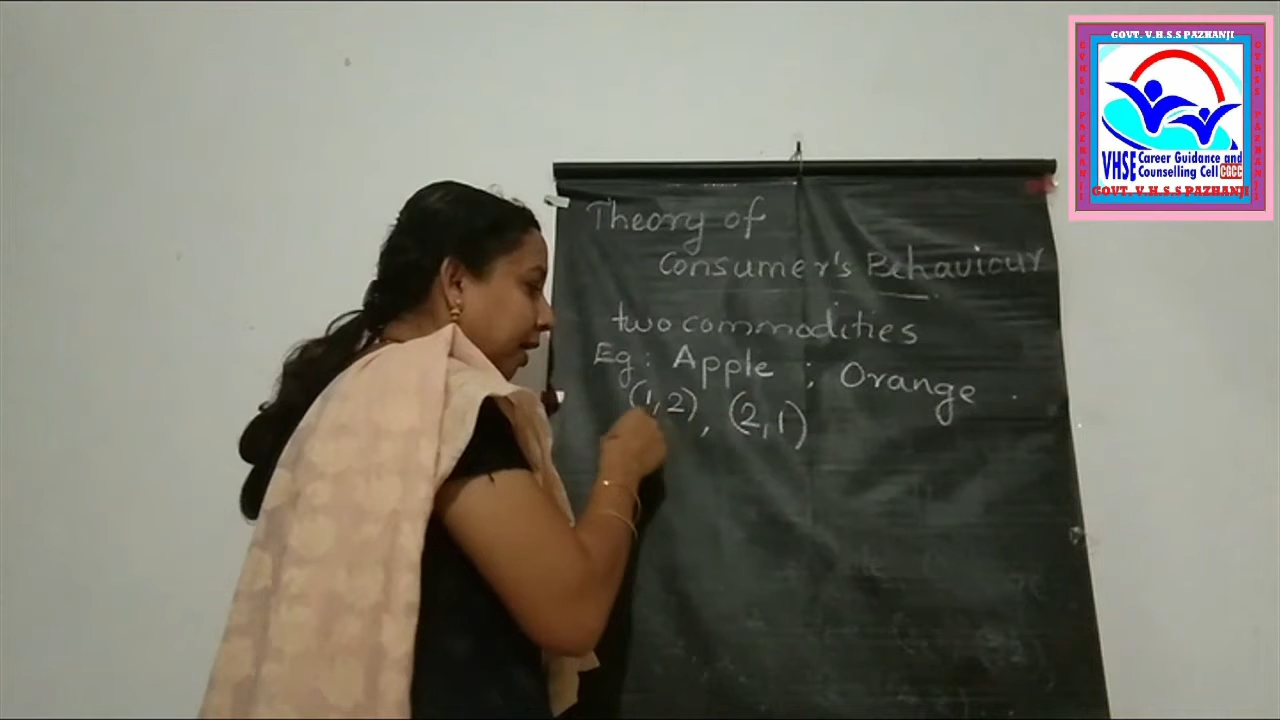 GOVT. V.H.S.S PAZHANJI
VHSE Career Guidance and
Counselling Cell CGCC
GOVT. V.H.S.S PAZHANJI
Theory of
Consumer's Behaviour
two commodities
Eg : Apple ; Orange .
(1,2), (2,1)